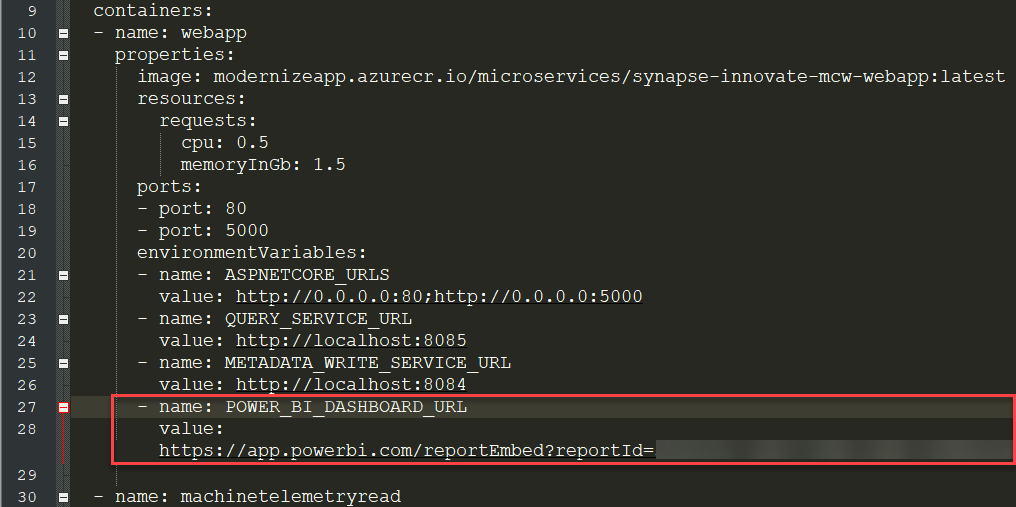 9 containers:
10 - name: webapp
11 properties:
12 image: modernizeapp.azurecr.io/microservices/synapse-innovate-mcw-webapp:latest
13 resources:
14 requests:
15 cpu: 0.5
16 memoryInGb: 1.5
17 ports:
18 - port: 80
19 - port: 5000
20 environmentVariables:
21 - name: ASPNETCORE_URLS
22 value: http://0.0.0.0:80;http://0.0.0.0:5000
23 - name: QUERY_SERVICE_URL
24 value: http://localhost:8085
25 - name: METADATA_WRITE_SERVICE_URL
26 value: http://localhost:8084
27 - name: POWER_BI_DASHBOARD_URL
28 value:
https://app.powerbi.com/reportEmbed?reportId=
29
30 - name: machinetelemetryread